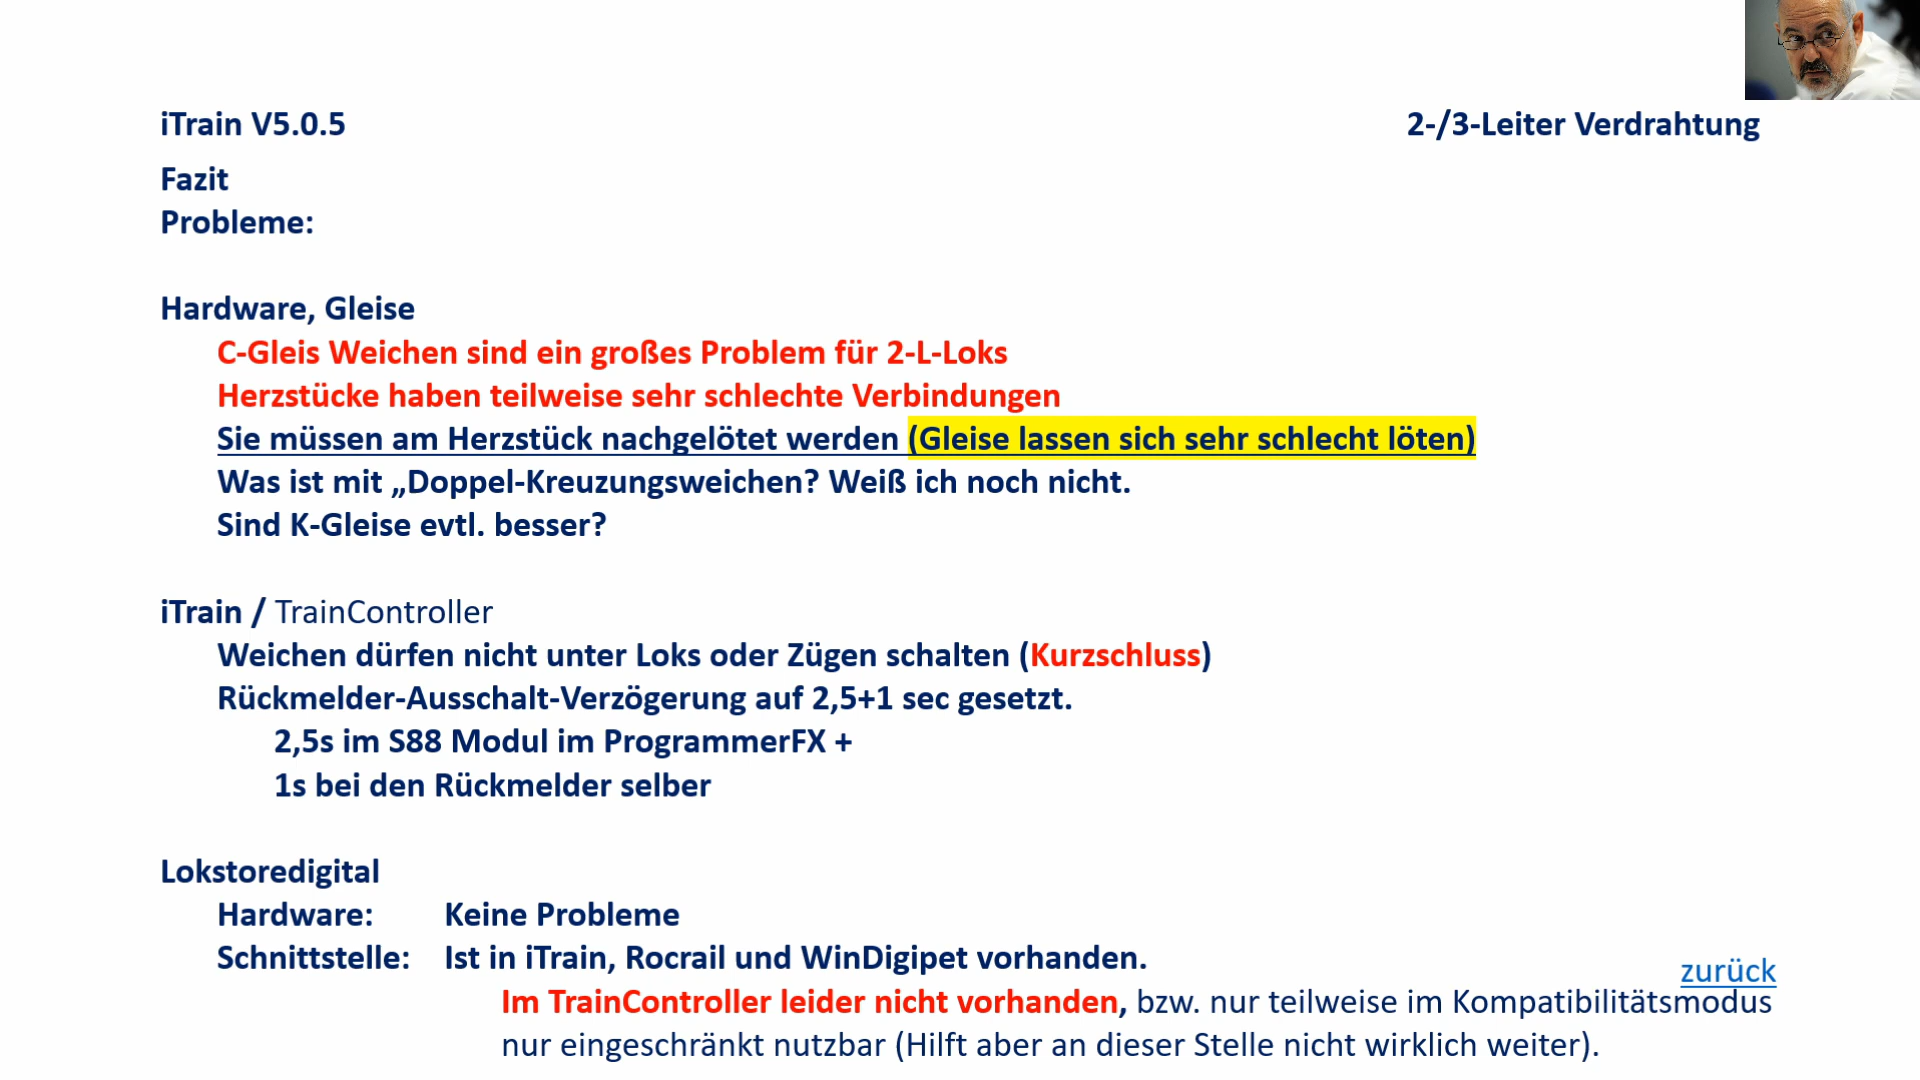 iTrain V5.0.5
2-/3-Leiter Verdrahtung
Fazit
Probleme:
Hardware, Gleise
C-Gleis Weichen sind ein großes Problem für 2-L-Loks
Herzstücke haben teilweise sehr schlechte Verbindungen
Sie müssen am Herzstück nachgelötet werden (Gleise lassen sich sehr schlecht löten)
Was ist mit „Doppel-Kreuzungsweichen? Weiß ich noch nicht.
Sind K-Gleise evtl. besser?
iTrain / TrainController
Weichen dürfen nicht unter Loks oder Zügen schalten (Kurzschluss)
Rückmelder-Ausschalt-Verzögerung auf 2,5+1 sec gesetzt.
2,5s im S88 Modul im ProgrammerFX +
1s bei den Rückmelder selber
Lokstoredigital
Hardware: Keine Probleme
Schnittstelle: Ist in iTrain, Rocrail und WinDigipet vorhanden.
zurück
Im TrainController leider nicht vorhanden, bzw. nur teilweise im Kompatibilitätsmodus
nur eingeschränkt nutzbar (Hilft aber an dieser Stelle nicht wirklich weiter).